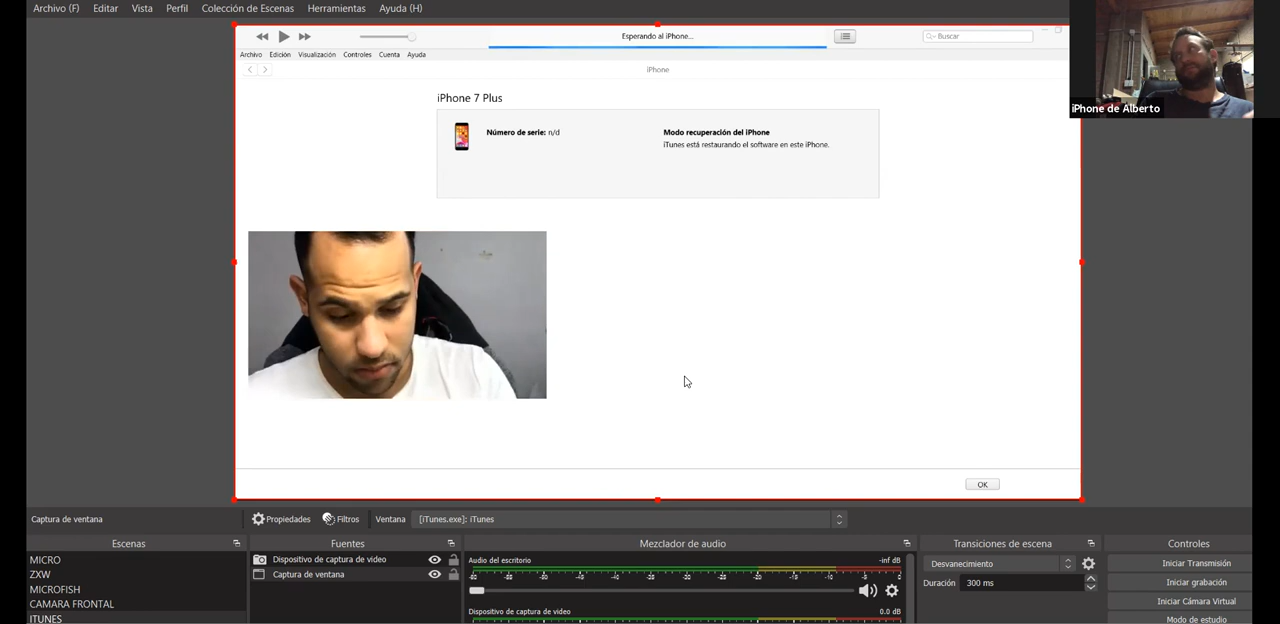 Archivo (F) Editar Vista Perfil Colección de Escenas Herramientas Ayuda (H)
Esperando al iPhone...
Buscar
Archivo Edición Visualización Controles Cuenta Ayuda
iPhone
iPhone de Alberto
iPhone 7 Plus
Número de serie: n/d
Modo recuperación del iPhone
iTunes está restaurando el software en este iPhone.
OK
Captura de ventana
Propiedades
Filtros
Ventana
[iTunes.exe]: iTunes
Escenas
Fuentes
Mezclador de audio
Transiciones de escena
Controles
MICRO
ZXW
MICROFISH
CAMARA FRONTAL
ITUNES
Dispositivo de captura de video
Captura de ventana
Audio del escritorio
-inf dB
Dispositivo de captura de video
0.0 dB
Desvanecimiento
Duración 300 ms
Iniciar Transmisión
Iniciar grabación
Iniciar Cámara Virtual
Modo de estudio